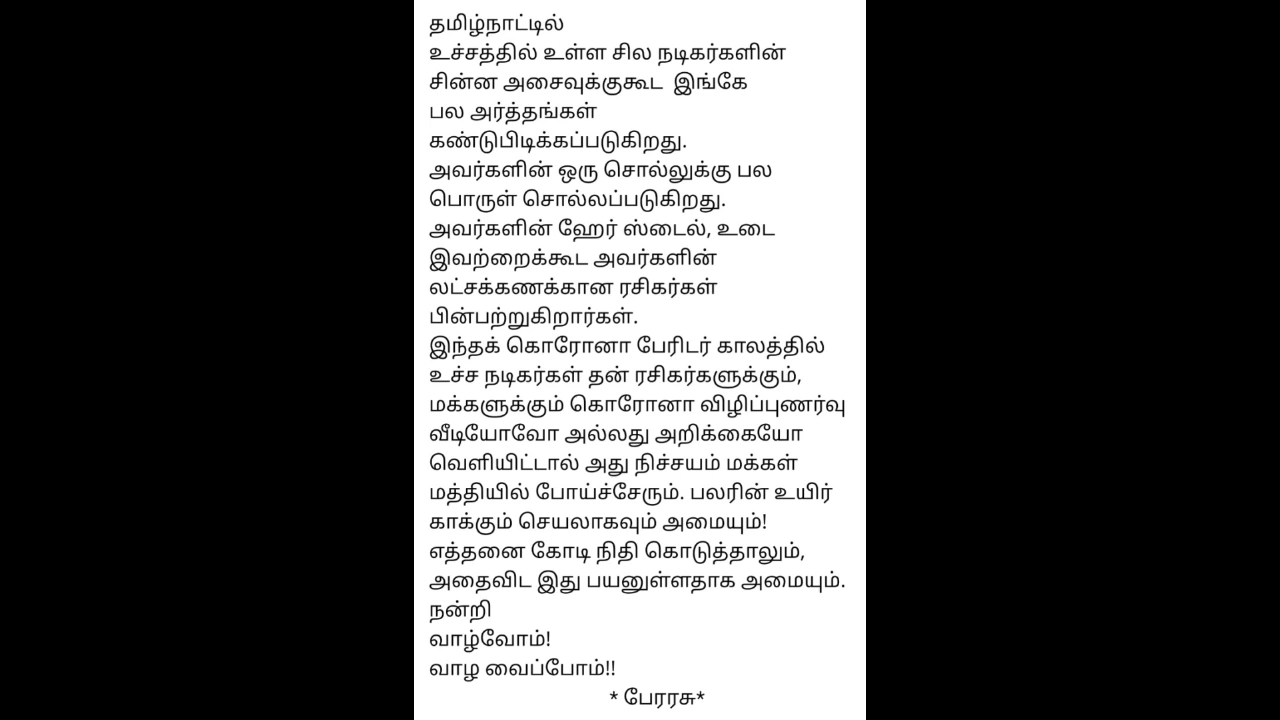 தமிழ்நாட்டில்
உச்சத்தில் உள்ள சில நடிகர்களின்
சின்ன அசைவுக்குகூட இங்கே
பல அர்த்தங்கள்
கண்டுபிடிக்கப்படுகிறது.
அவர்களின் ஒரு சொல்லுக்கு பல
பொருள் சொல்லப்படுகிறது.
அவர்களின் ஹேர் ஸ்டைல், உடை
இவற்றைக்கூட அவர்களின்
லட்சக்கணக்கான ரசிகர்கள்
பின்பற்றுகிறார்கள்.
இந்தக் கொரோனா பேரிடர் காலத்தில்
உச்ச நடிகர்கள் தன் ரசிகர்களுக்கும்,
மக்களுக்கும் கொரோனா விழிப்புணர்வு
வீடியோவோ அல்லது அறிக்கையோ
வெளியிட்டால் அது நிச்சயம் மக்கள்
மத்தியில் போய்ச்சேரும். பலரின் உயிர்
காக்கும் செயலாகவும் அமையும்!
எத்தனை கோடி நிதி கொடுத்தாலும்,
அதைவிட இது பயனுள்ளதாக அமையும்.
நன்றி
வாழ்வோம்!
வாழ வைப்போம்!!
* பேரரசு*